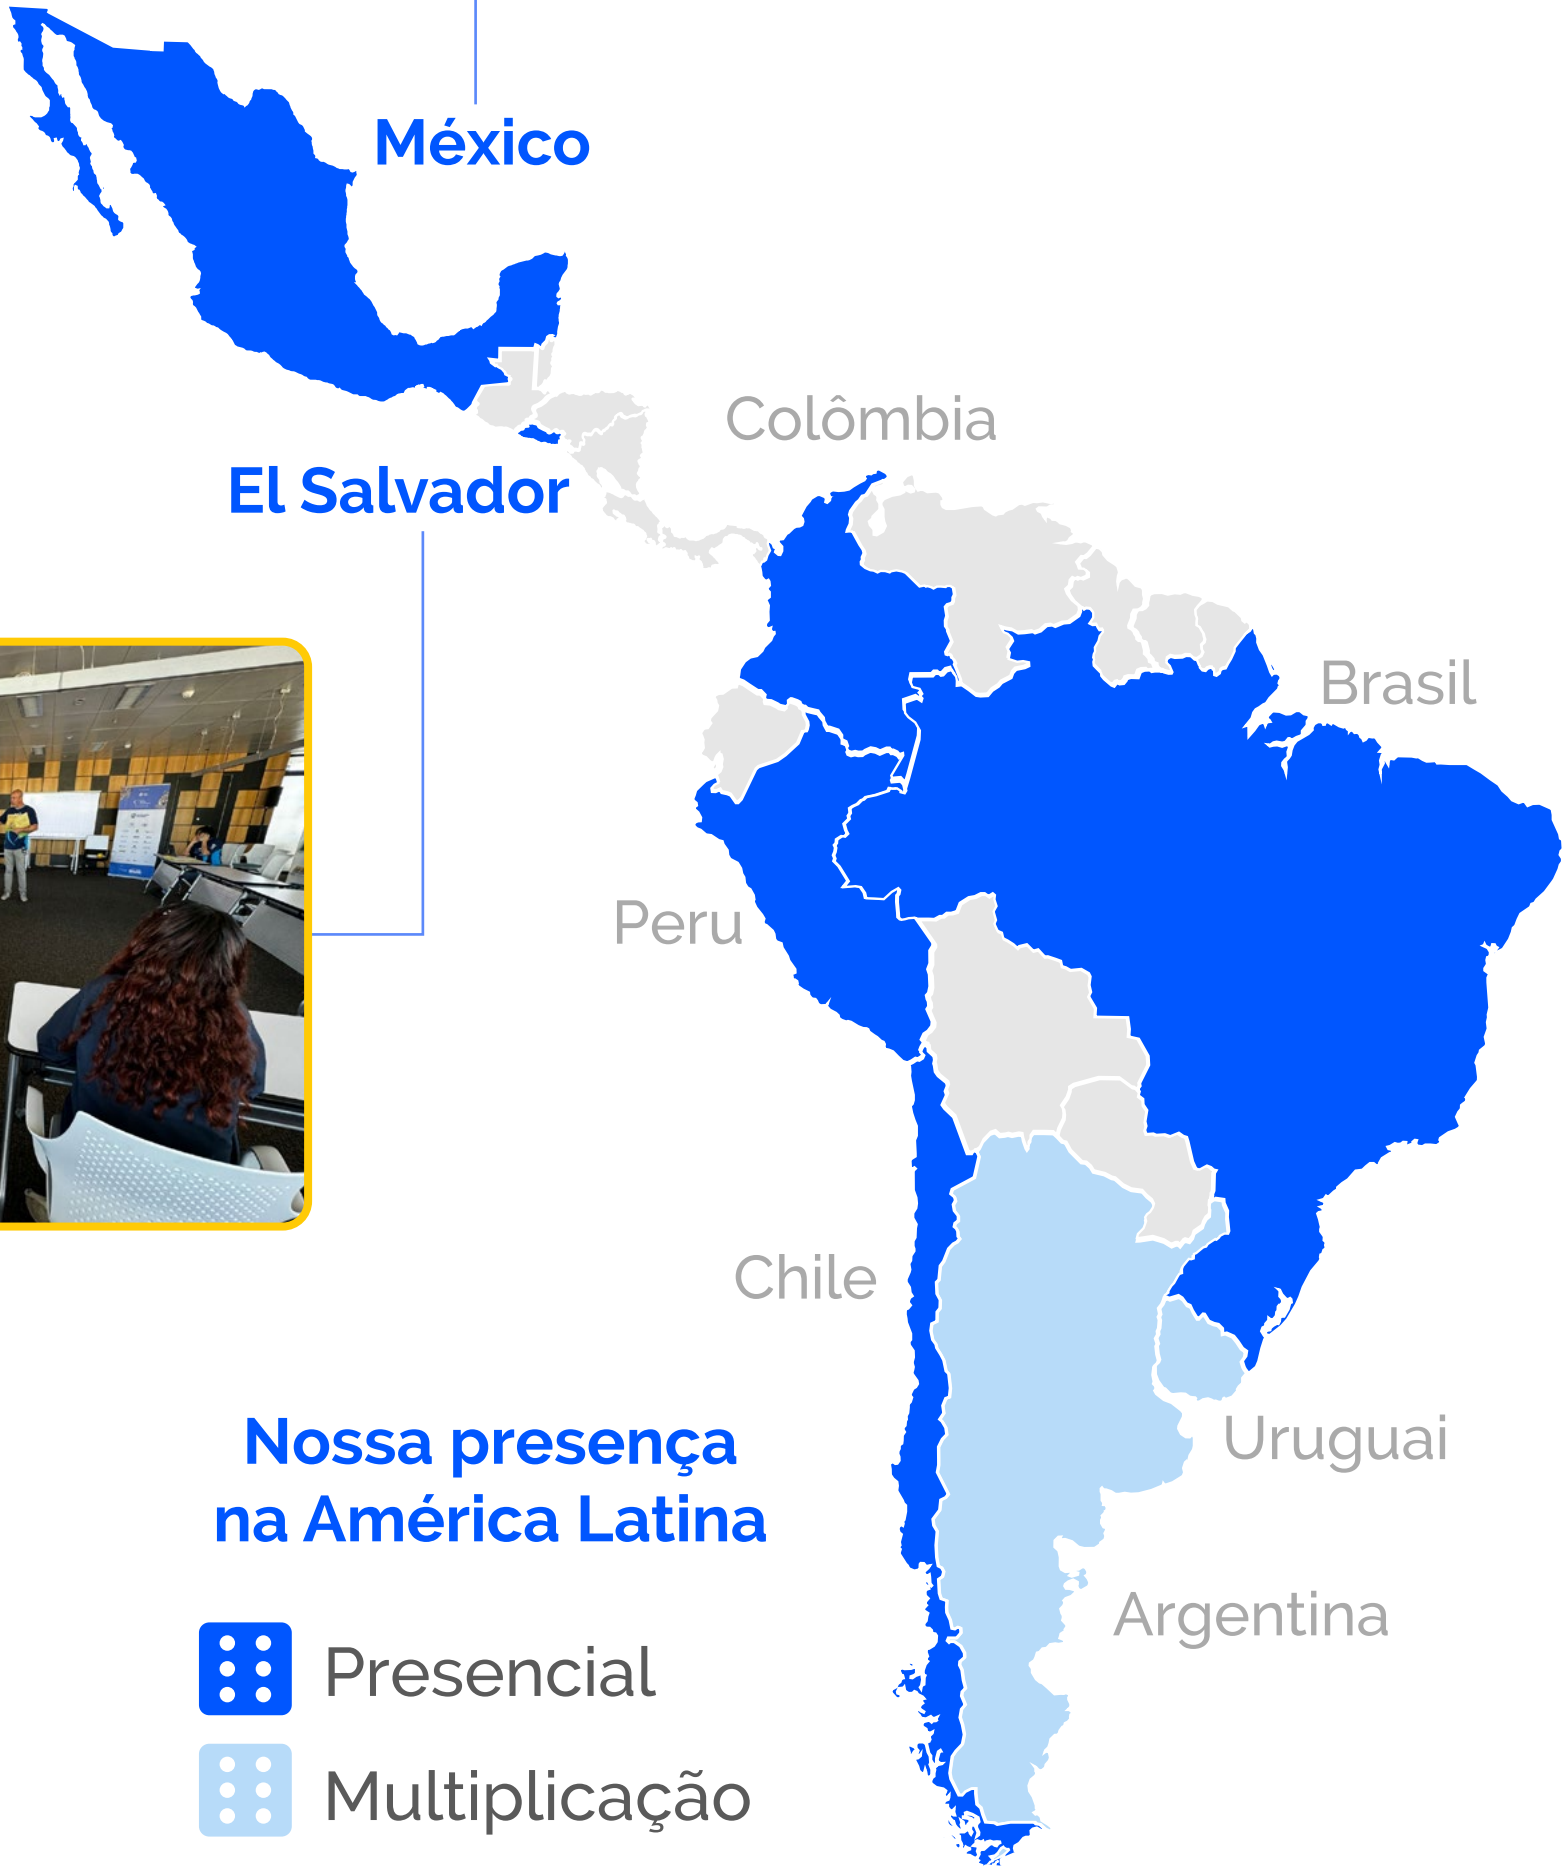 México
Colômbia
El Salvador
Brasil
Peru
Chile
Uruguai
Nossa presença
na América Latina
Argentina
Presencial
Multiplicação